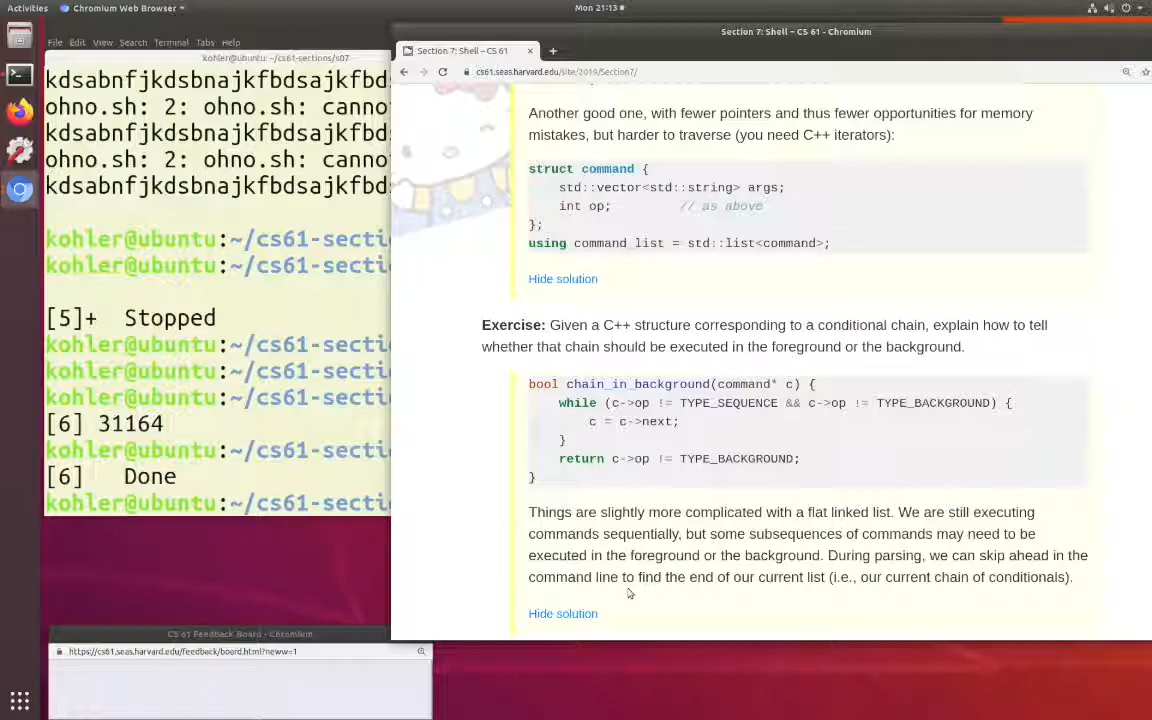 Activities
Chromium Web Browser
Mon 21:13
File Edit View Search Terminal Tabs Help
kohler@ubuntu: ~/cs61-sections/s07
kdsabnfjkdsbnajkfbdsajkfbd
ohno.sh: 2: ohno.sh: canno
kdsabnfjkdsbnajkfbdsajkfbd
ohno.sh: 2: ohno.sh: canno
kdsabnfjkdsbnajkfbdsajkfbd
kohler@ubuntu:~/cs61-secti
kohler@ubuntu:~/cs61-secti
[5]+ Stopped
kohler@ubuntu:~/cs61-secti
kohler@ubuntu:~/cs61-secti
kohler@ubuntu:~/cs61-secti
[6] 31164
kohler@ubuntu:~/cs61-secti
[6] Done
kohler@ubuntu:~/cs61-secti
Section 7: Shell – CS 61 - Chromium
Section 7: Shell – CS 61
cs61.seas.harvard.edu/site/2019/Section7/
Another good one, with fewer pointers and thus fewer opportunities for memory
mistakes, but harder to traverse (you need C++ iterators):
struct command {
std::vector<std::string> args;
int op; // as above
};
using command_list = std::list<command>;
Hide solution
Exercise: Given a C++ structure corresponding to a conditional chain, explain how to tell
whether that chain should be executed in the foreground or the background.
bool chain_in_background(command* c) {
while (c->op != TYPE_SEQUENCE && c->op != TYPE_BACKGROUND) {
c = c->next;
}
return c->op != TYPE_BACKGROUND;
}
Things are slightly more complicated with a flat linked list. We are still executing
commands sequentially, but some subsequences of commands may need to be
executed in the foreground or the background. During parsing, we can skip ahead in the
command line to find the end of our current list (i.e., our current chain of conditionals).
Hide solution
CS 61 Feedback Board - Chromium
https://cs61.seas.harvard.edu/feedback/board.html?neww=1